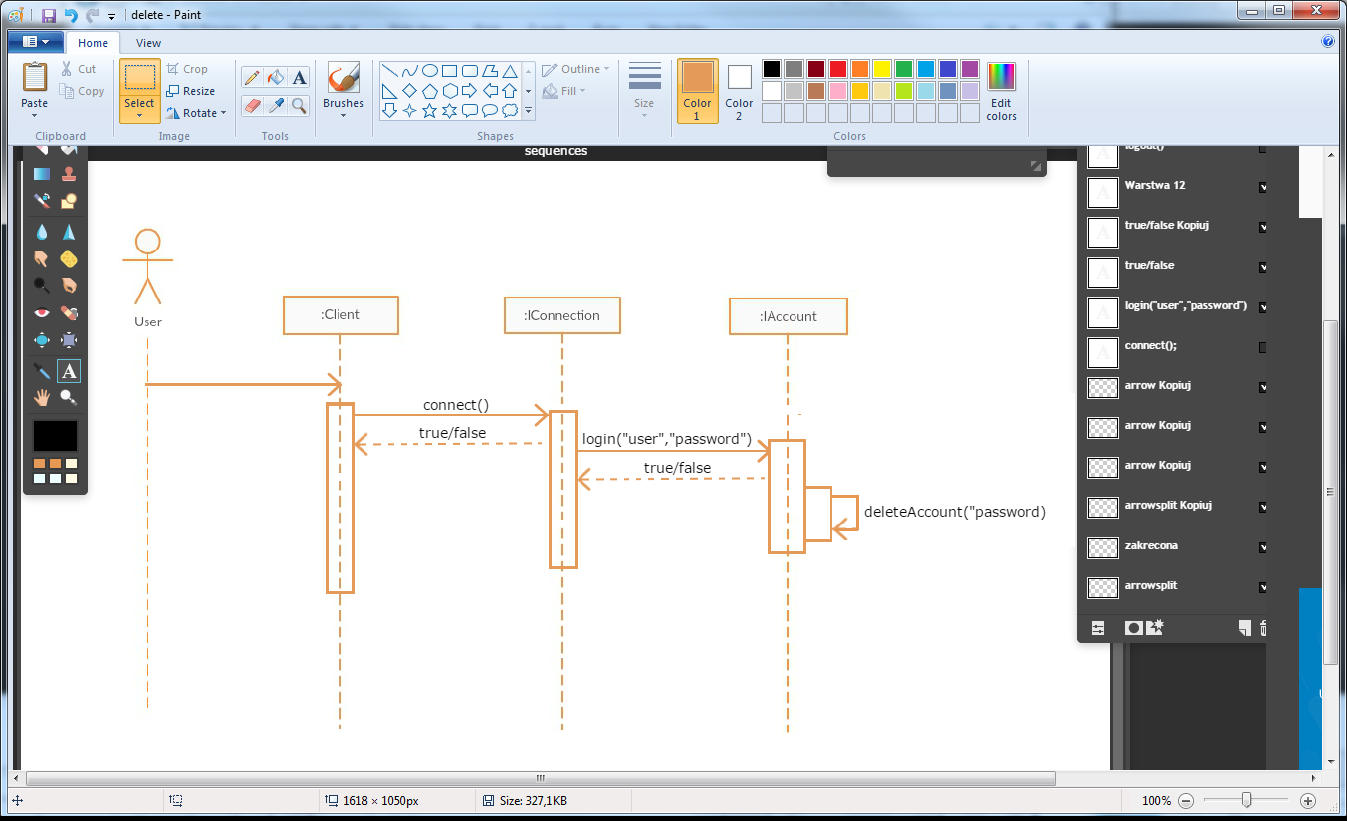 delete - Paint
Home
View
Paste
Cut
Copy
Clipboard
Select
Crop
Resize
Rotate
Image
A
Tools
Brushes
Shapes
Outline
Fill
Size
Color
1
Color
2
Edit
colors
Colors
sequences
logout()
Warstwa 12
true/false Kopiuj
true/false
login("user","password")
connect();
arrow Kopiuj
arrow Kopiuj
arrow Kopiuj
arrowsplit Kopiuj
zakrecona
arrowsplit
A
User
:Client
:IConnection
:IAccount
connect()
true/false
login("user","password")
true/false
deleteAccount("password)
1618 × 1050px
Size: 327,1KB
100%